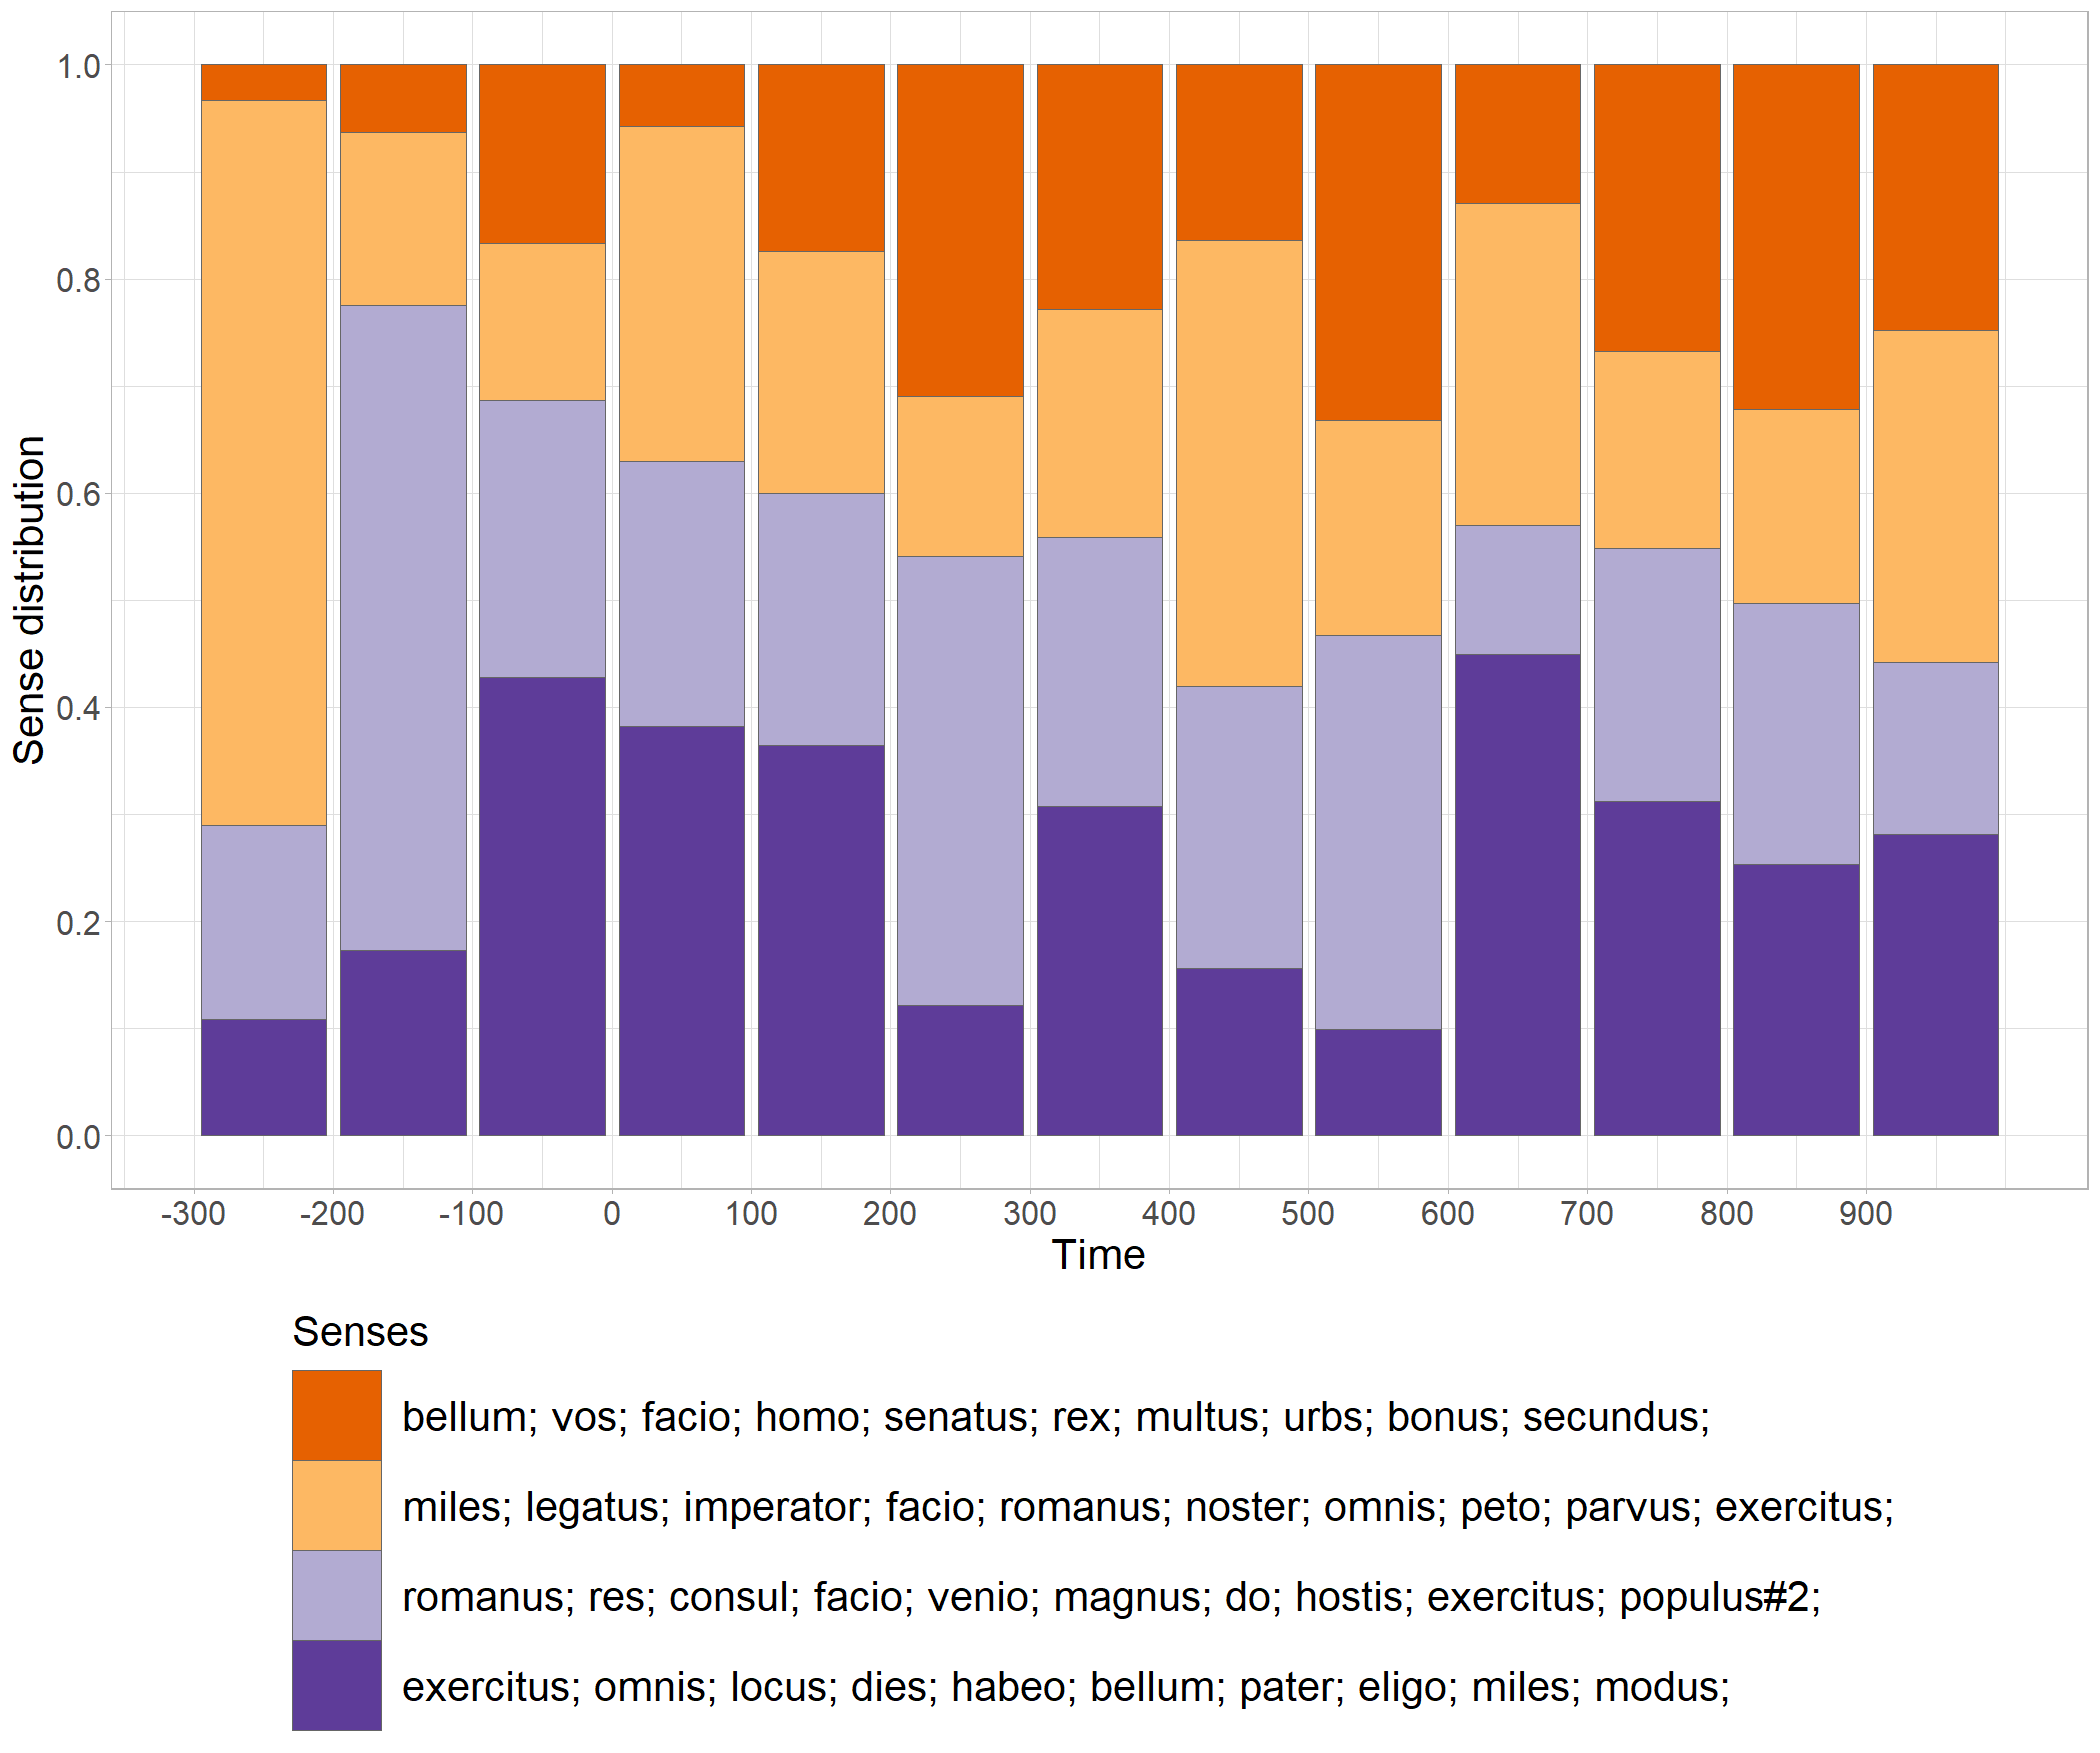 1.0
0.8
0.6
0.4
0.2
0.0
Sense distribution
-300 -200 -100 0 100 200 300 400 500 600 700 800 900
Time
Senses
bellum; vos; facio; homo; senatus; rex; multus; urbs; bonus; secundus;
miles; legatus; imperator; facio; romanus; noster; omnis; peto; parvus; exercitus;
romanus; res; consul; facio; venio; magnus; do; hostis; exercitus; populus#2;
exercitus; omnis; locus; dies; habeo; bellum; pater; eligo; miles; modus;